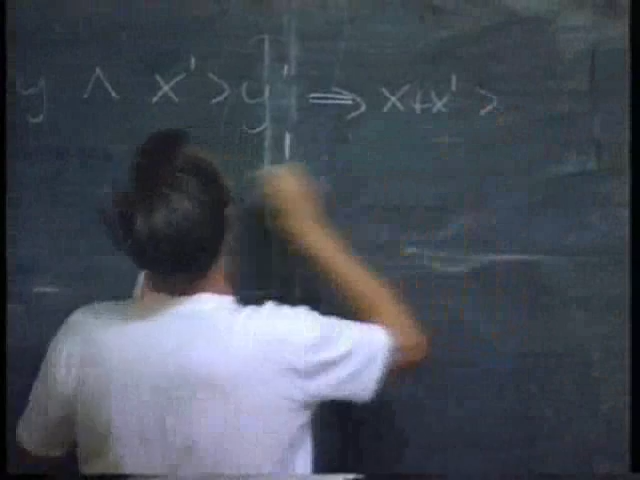 y ∧ x' > y' ⇒ x+x' >